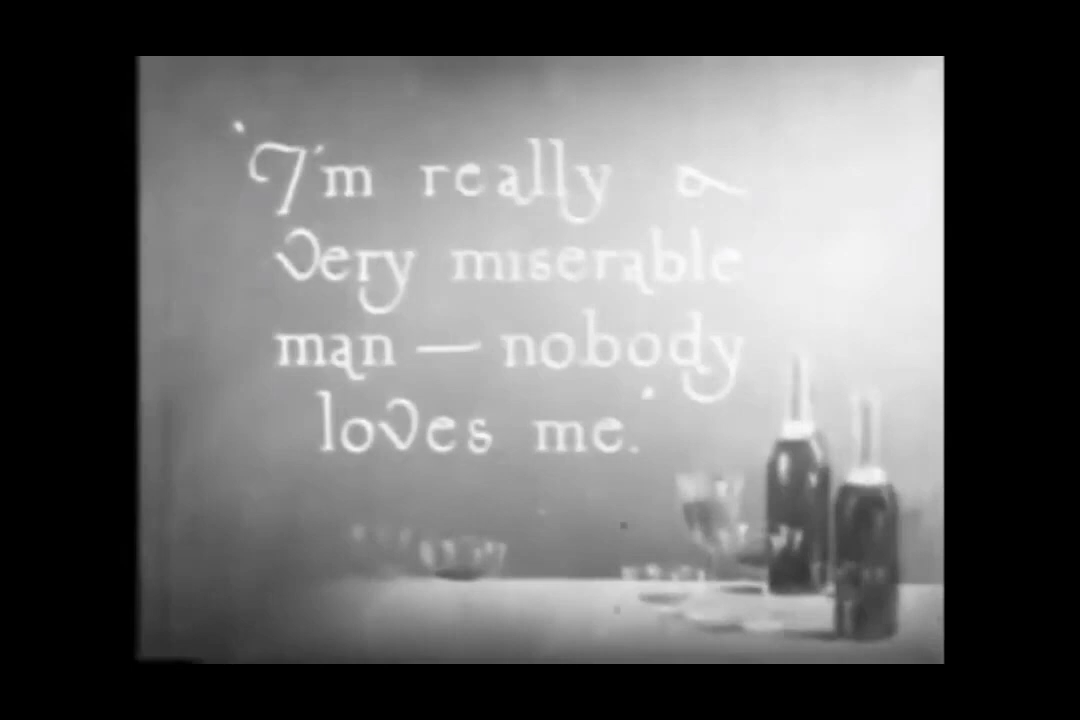 'I'm really a
very miserable
man — nobody
loves me.'